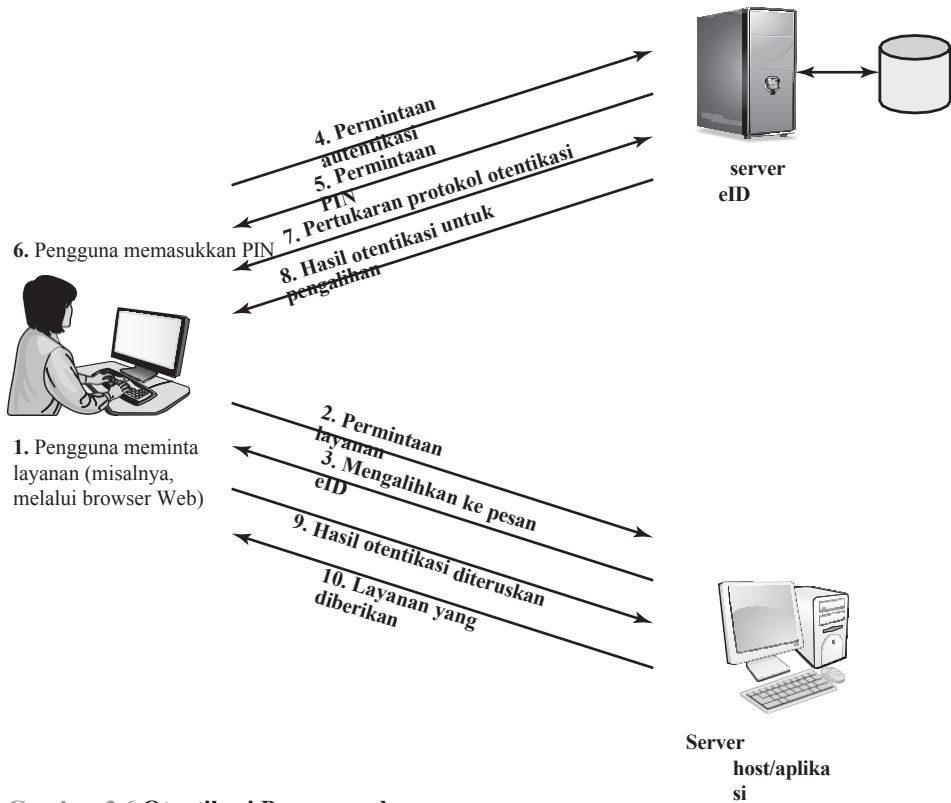 4. Permintaan
autentikasi
5. Permintaan
PIN
7. Pertukaran protokol otentikasi
8. Hasil otentikasi untuk
pengalihan
server
eID
6. Pengguna memasukkan PIN
1. Pengguna meminta
layanan (misalnya,
melalui browser Web)
2. Permintaan
layanan
3. Mengalihkan ke pesan
eID
9. Hasil otentikasi diteruskan
10. Layanan yang
diberikan
Server
host/aplika
si